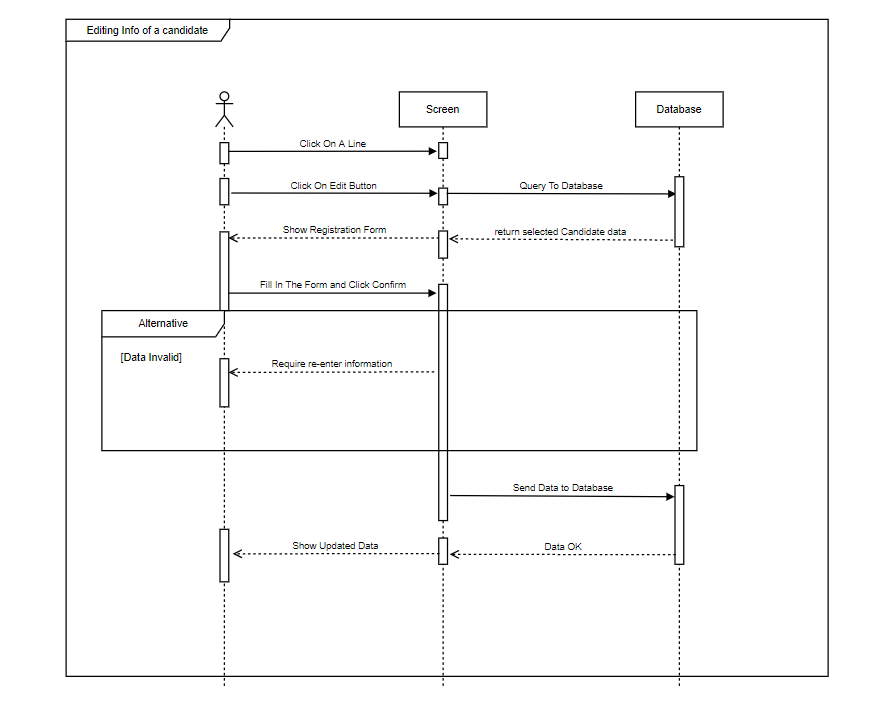 Editing Info of a candidate
Screen
Database
Click On A Line
Click On Edit Button
Query To Database
Show Registration Form
return selected Candidate data
Fill In The Form and Click Confirm
Alternative
[Data Invalid]
Require re-enter information
Send Data to Database
Show Updated Data
Data OK